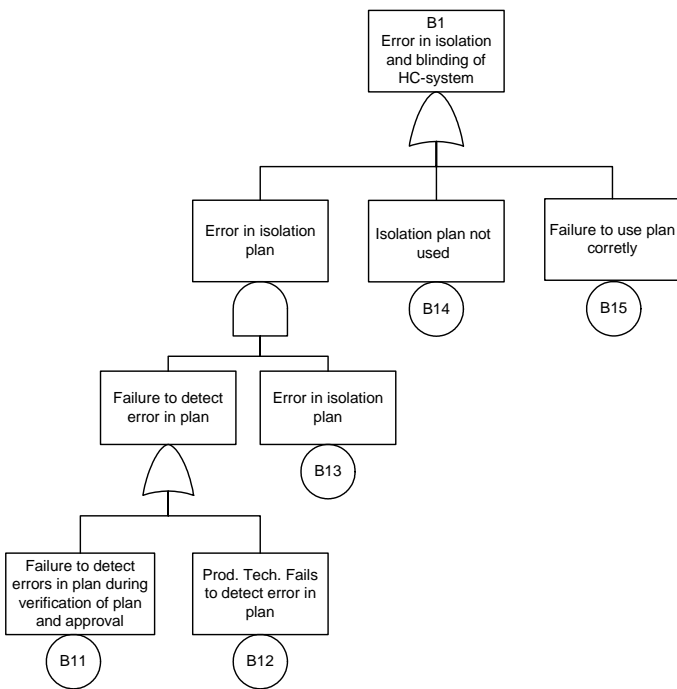 B1
Error in isolation
and blinding of
HC-system
Error in isolation
plan
Isolation plan not
used
Failure to use plan
corretly
B14
B15
Failure to detect
error in plan
Error in isolation
plan
B13
Failure to detect
errors in plan during
verification of plan
and approval
Prod. Tech. Fails
to detect error in
plan
B11
B12